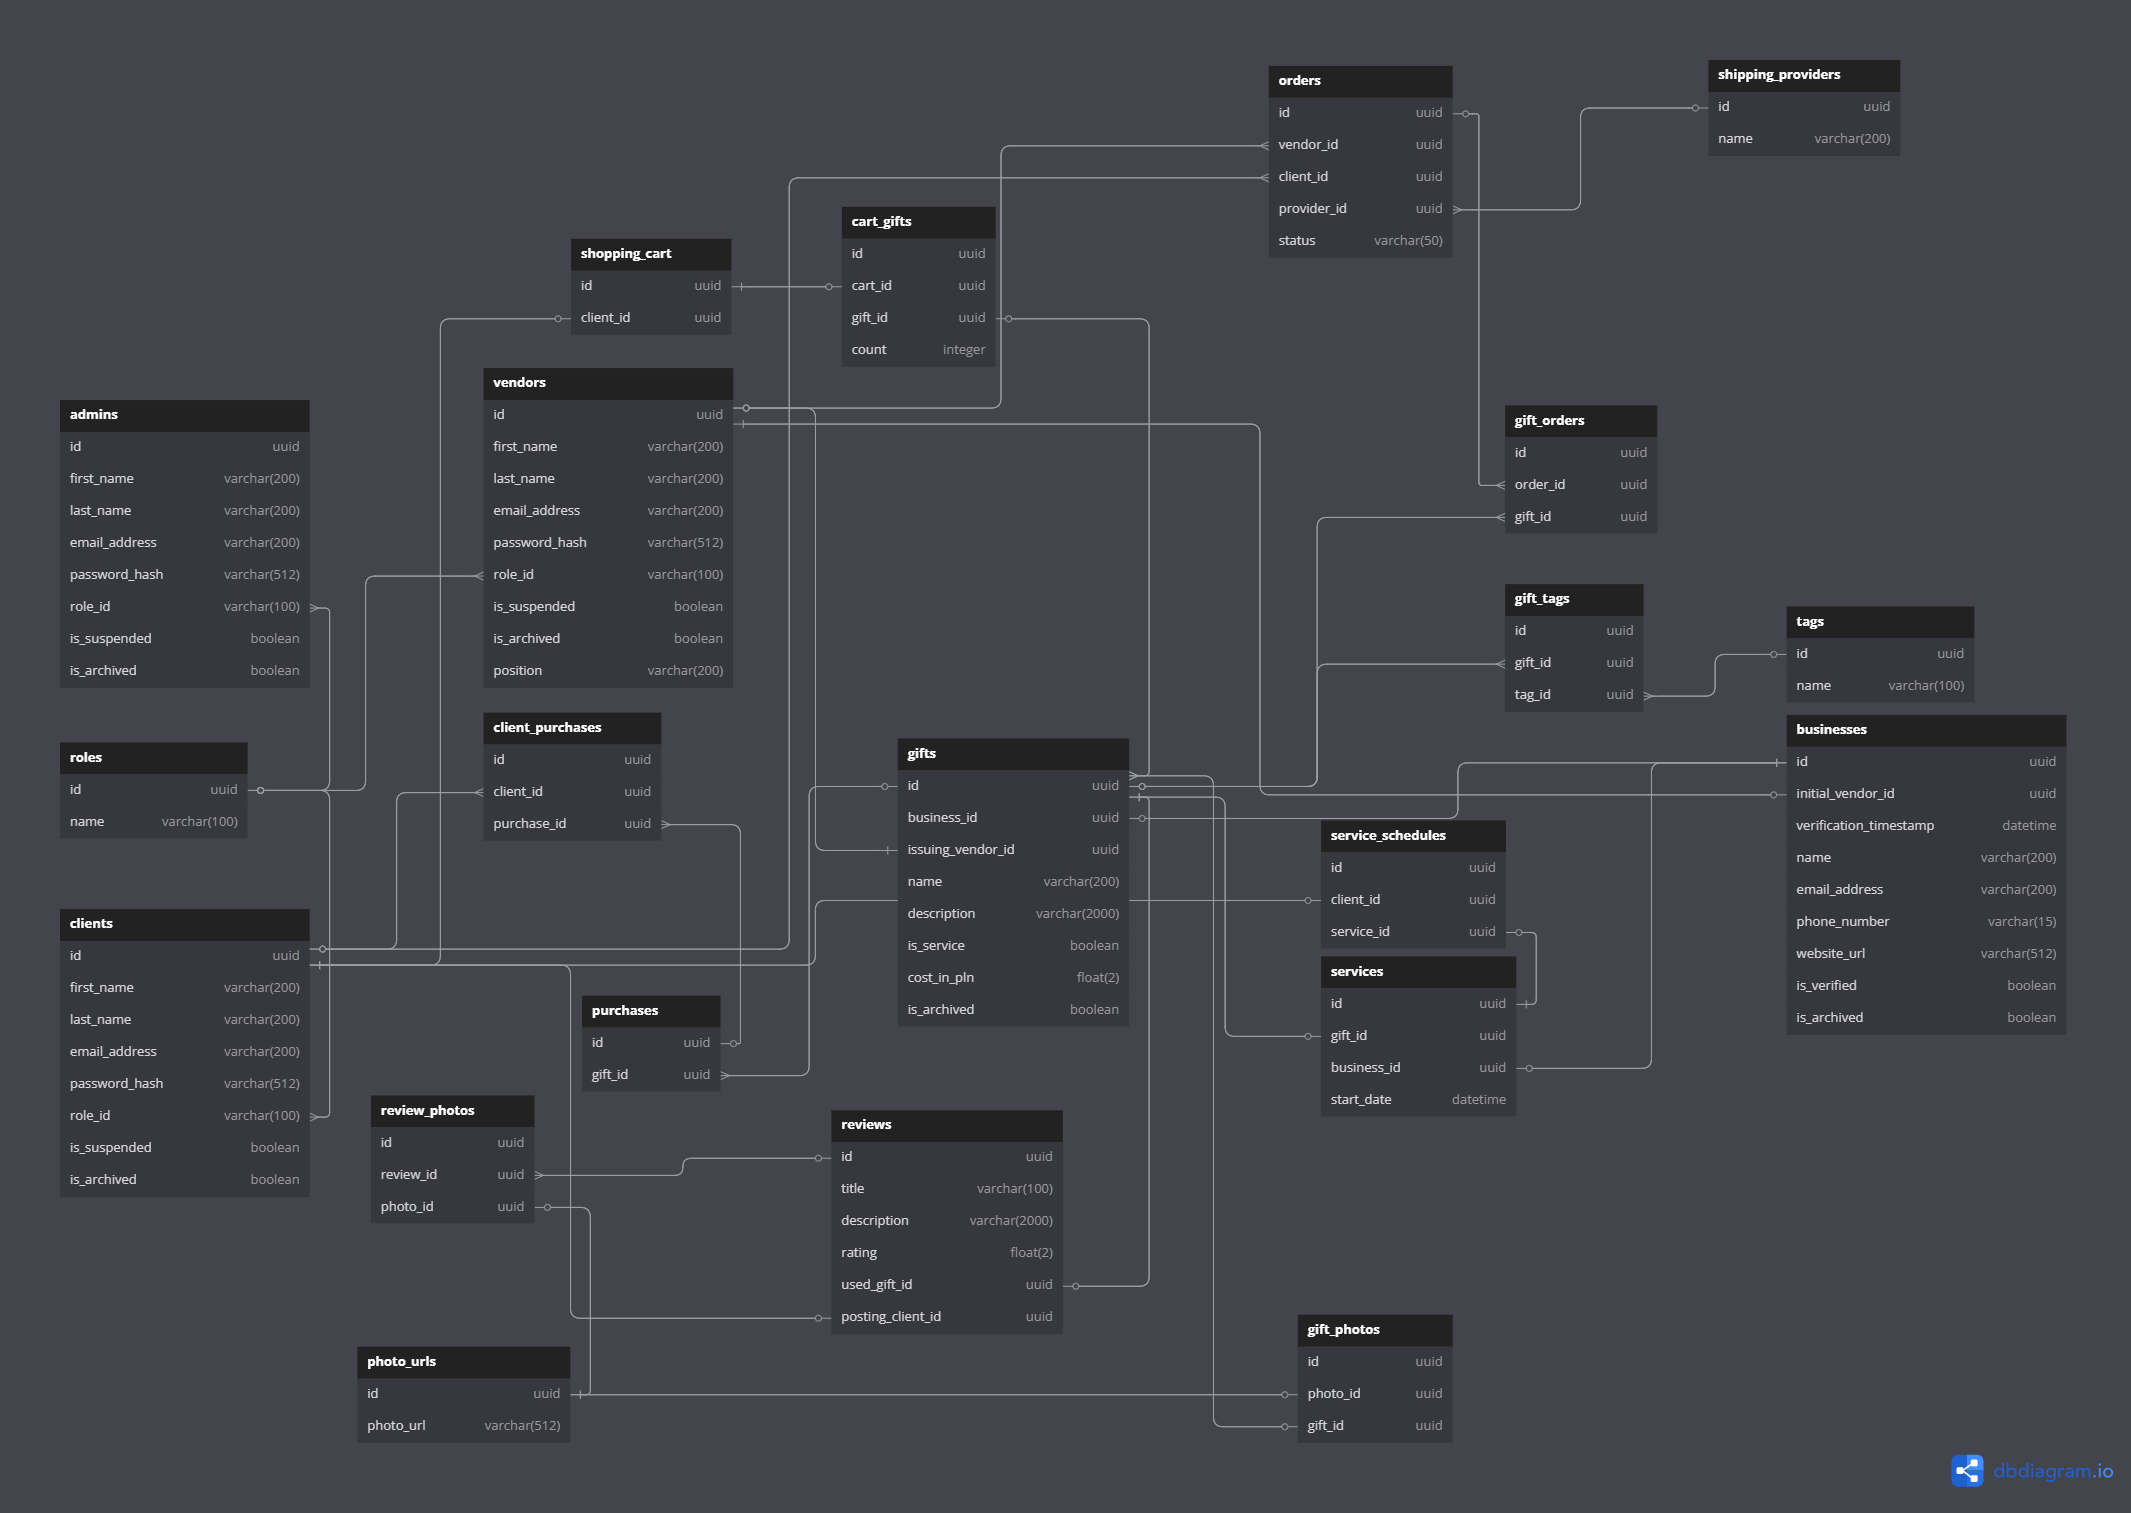 orders
id uuid
vendor_id uuid
client_id uuid
provider_id uuid
status varchar(50)
shipping_providers
id uuid
name varchar(200)
cart_gifts
id uuid
cart_id uuid
gift_id uuid
count integer
shopping_cart
id uuid
client_id uuid
vendors
id uuid
first_name varchar(200)
last_name varchar(200)
email_address varchar(200)
password_hash varchar(512)
role_id varchar(100)
is_suspended boolean
is_archived boolean
position varchar(200)
admins
id uuid
first_name varchar(200)
last_name varchar(200)
email_address varchar(200)
password_hash varchar(512)
role_id varchar(100)
is_suspended boolean
is_archived boolean
gift_orders
id uuid
order_id uuid
gift_id uuid
gift_tags
id uuid
gift_id uuid
tag_id uuid
tags
id uuid
name varchar(100)
client_purchases
id uuid
client_id uuid
purchase_id uuid
businesses
id uuid
initial_vendor_id uuid
verification_timestamp datetime
name varchar(200)
email_address varchar(200)
phone_number varchar(15)
website_url varchar(512)
is_verified boolean
is_archived boolean
gifts
id uuid
business_id uuid
issuing_vendor_id uuid
name varchar(200)
description varchar(2000)
is_service boolean
cost_in_pln float(2)
is_archived boolean
roles
id uuid
name varchar(100)
service_schedules
id uuid
client_id uuid
service_id uuid
clients
id uuid
first_name varchar(200)
last_name varchar(200)
email_address varchar(200)
password_hash varchar(512)
role_id varchar(100)
is_suspended boolean
is_archived boolean
services
id uuid
gift_id uuid
business_id uuid
start_date datetime
purchases
id uuid
gift_id uuid
review_photos
id uuid
review_id uuid
photo_id uuid
reviews
id uuid
title varchar(100)
description varchar(2000)
rating float(2)
used_gift_id uuid
posting_client_id uuid
gift_photos
id uuid
photo_id uuid
gift_id uuid
photo_urls
id uuid
photo_url varchar(512)
dbdiagram.io